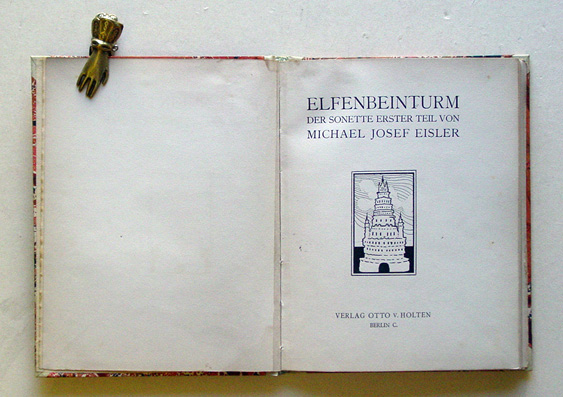 ELFENBEINTURM
DER SONETTE ERSTER TEIL VON
MICHAEL JOSEF EISLER
VERLAG OTTO v. HOLTEN
BERLIN C.